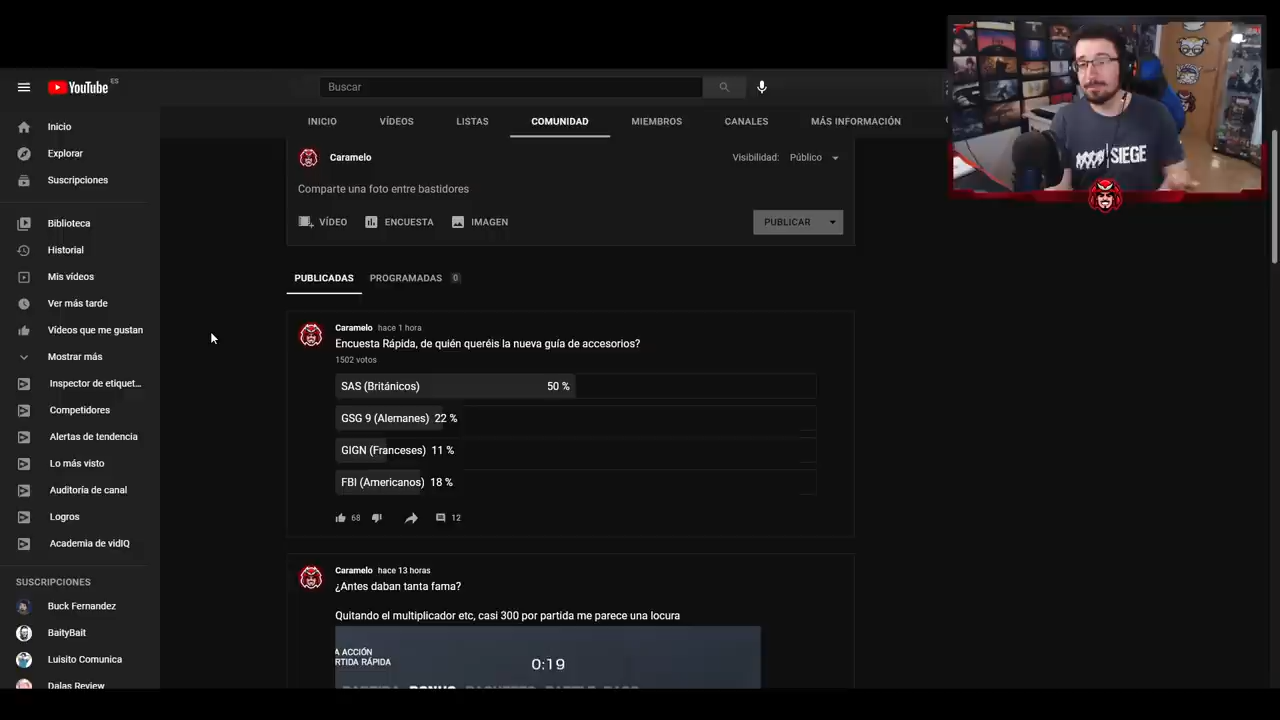 YouTube ES
Buscar
INICIO VÍDEOS LISTAS COMUNIDAD MIEMBROS CANALES MÁS INFORMACIÓN
Inicio
Explorar
Suscripciones
Biblioteca
Historial
Mis vídeos
Ver más tarde
Vídeos que me gustan
Mostrar más
Inspector de etiquet...
Competidores
Alertas de tendencia
Lo más visto
Auditoría de canal
Logros
Academia de vidIQ
SUSCRIPCIONES
Buck Fernandez
BaityBait
Luisito Comunica
Dalas Review
Caramelo
Visibilidad: Público
Comparte una foto entre bastidores
VÍDEO ENCUESTA IMAGEN
PUBLICAR
PUBLICADAS PROGRAMADAS 0
Caramelo hace 1 hora
Encuesta Rápida, de quién queréis la nueva guía de accesorios?
1502 votos
SAS (Británicos) 50 %
GSG 9 (Alemanes) 22 %
GIGN (Franceses) 11 %
FBI (Americanos) 18 %
68 12
Caramelo hace 13 horas
¿Antes daban tanta fama?
Quitando el multiplicador etc, casi 300 por partida me parece una locura
A ACCIÓN
RTIDA RÁPIDA
0:19
SIEGE